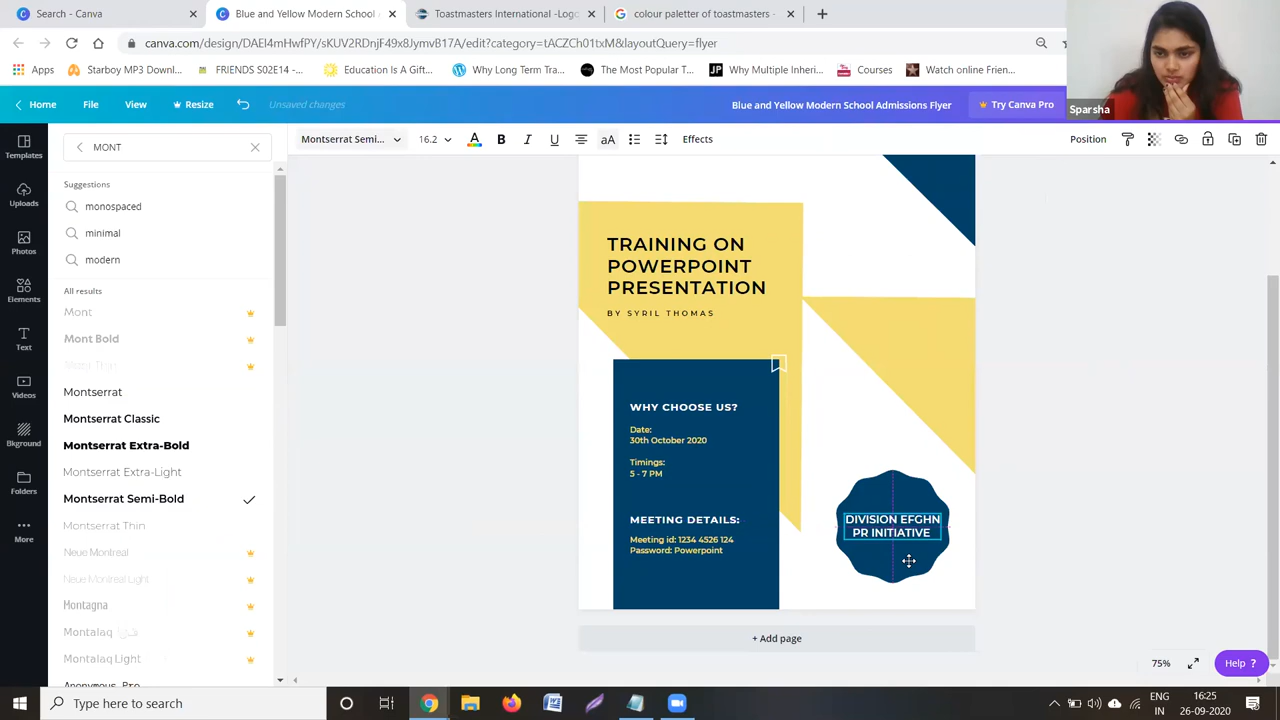 Search - Canva
Blue and Yellow Modern School A
Toastmasters International -Logo
colour paletter of toastmasters -
canva.com/design/DAEI4mHwfPY/sKUV2RDnjF49x8JymvB17A/edit?category=tACZCh01txM&layoutQuery=flyer
Apps
Starboy MP3 Downl...
FRIENDS S02E14 -...
Education Is A Gift...
Why Long Term Tra...
The Most Popular T...
Why Multiple Inheri...
Courses
Watch online Frien...
Sparsha
Home
File
View
Resize
Unsaved changes
Blue and Yellow Modern School Admissions Flyer
Try Canva Pro
Templates
Uploads
Photos
Elements
Text
Videos
Bkground
Folders
More
MONT
Suggestions
monospaced
minimal
modern
All results
Mont
Mont Bold
Montserrat
Montserrat Classic
Montserrat Extra-Bold
Montserrat Extra-Light
Montserrat Semi-Bold
Montserrat Thin
Neue Montreal
Neue Montreal Light
Montagna
Montalaq
Montalaq Light
Anonymous Pro
Montserrat Semi...
16.2
B
I
U
aA
Effects
Position
TRAINING ON
POWERPOINT
PRESENTATION
BY SYRIL THOMAS
WHY CHOOSE US?
Date:
30th October 2020
Timings:
5 - 7 PM
MEETING DETAILS:
Meeting id: 1234 4526 124
Password: Powerpoint
DIVISION EFGHN
PR INITIATIVE
+ Add page
75%
Help ?
Type here to search
ENG
IN
16:25
26-09-2020